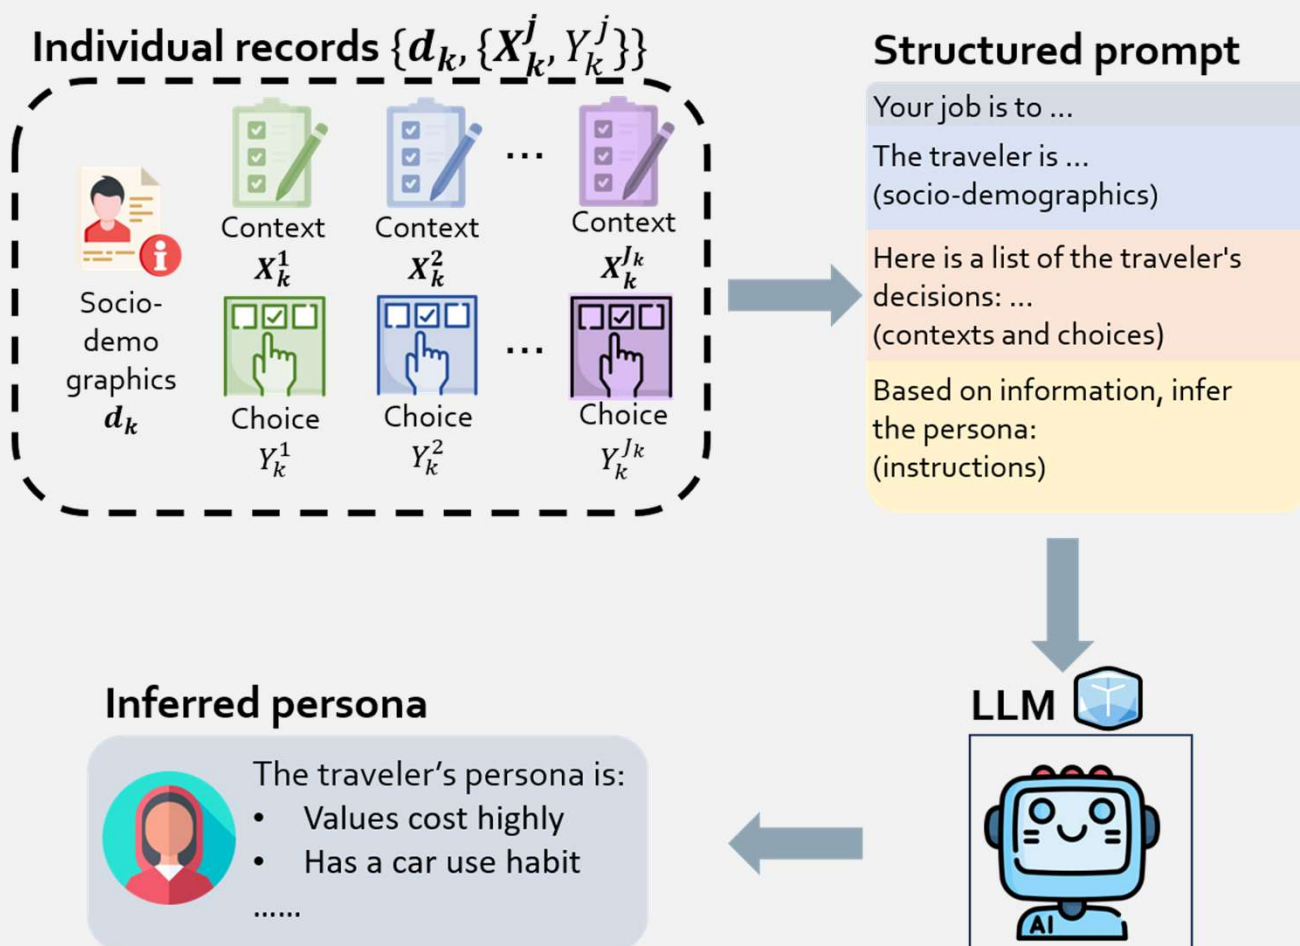 Individual records {d_k, {X_k^j, Y_k^j}}
Structured prompt
Context Context ... Context
X_k^1 X_k^2 X_k^{J_k}
Socio-
demo
graphics
d_k
...
Choice Choice Choice
Y_k^1 Y_k^2 Y_k^{J_k}
Your job is to ...
The traveler is ...
(socio-demographics)
Here is a list of the traveler's
decisions: ...
(contexts and choices)
Based on information, infer
the persona:
(instructions)
LLM
AI
Inferred persona
The traveler’s persona is:
• Values cost highly
• Has a car use habit
......